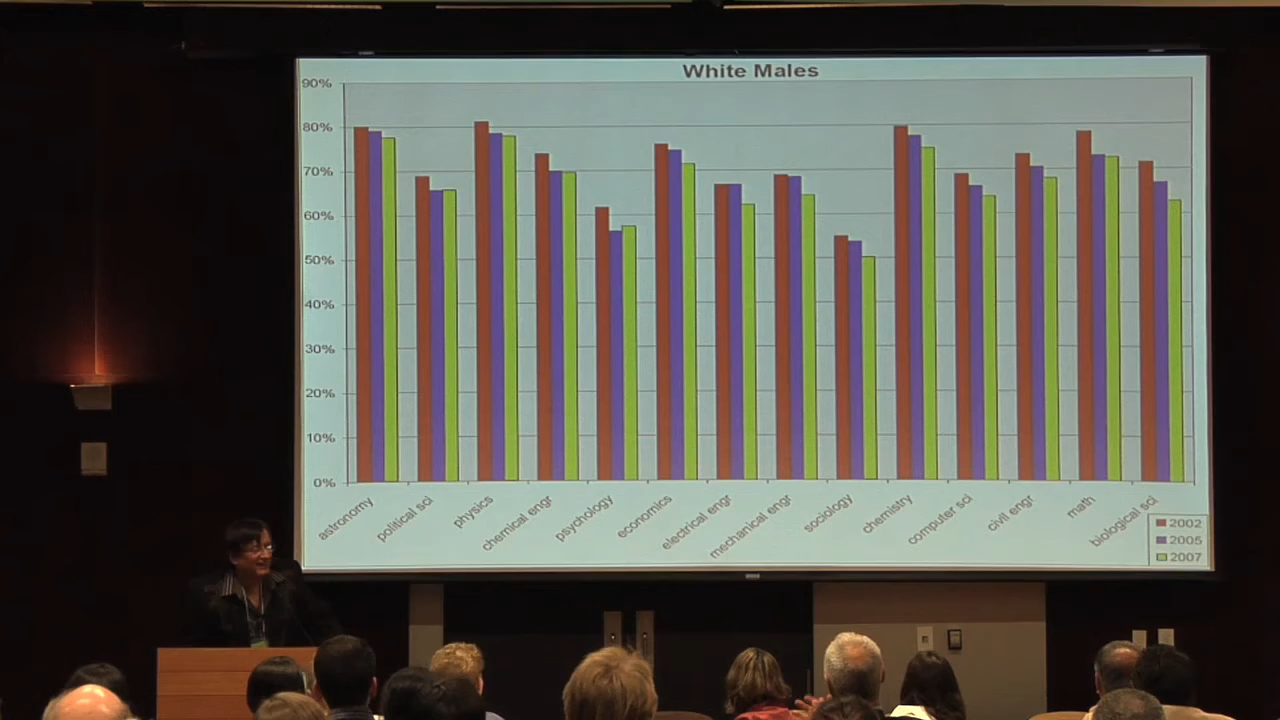 White Males
90%
80%
70%
60%
50%
40%
30%
20%
10%
0%
astronomy
political sci
physics
chemical engr
psychology
economics
electrical engr
mechanical engr
sociology
chemistry
computer sci
civil engr
math
biological sci
2002
2005
2007